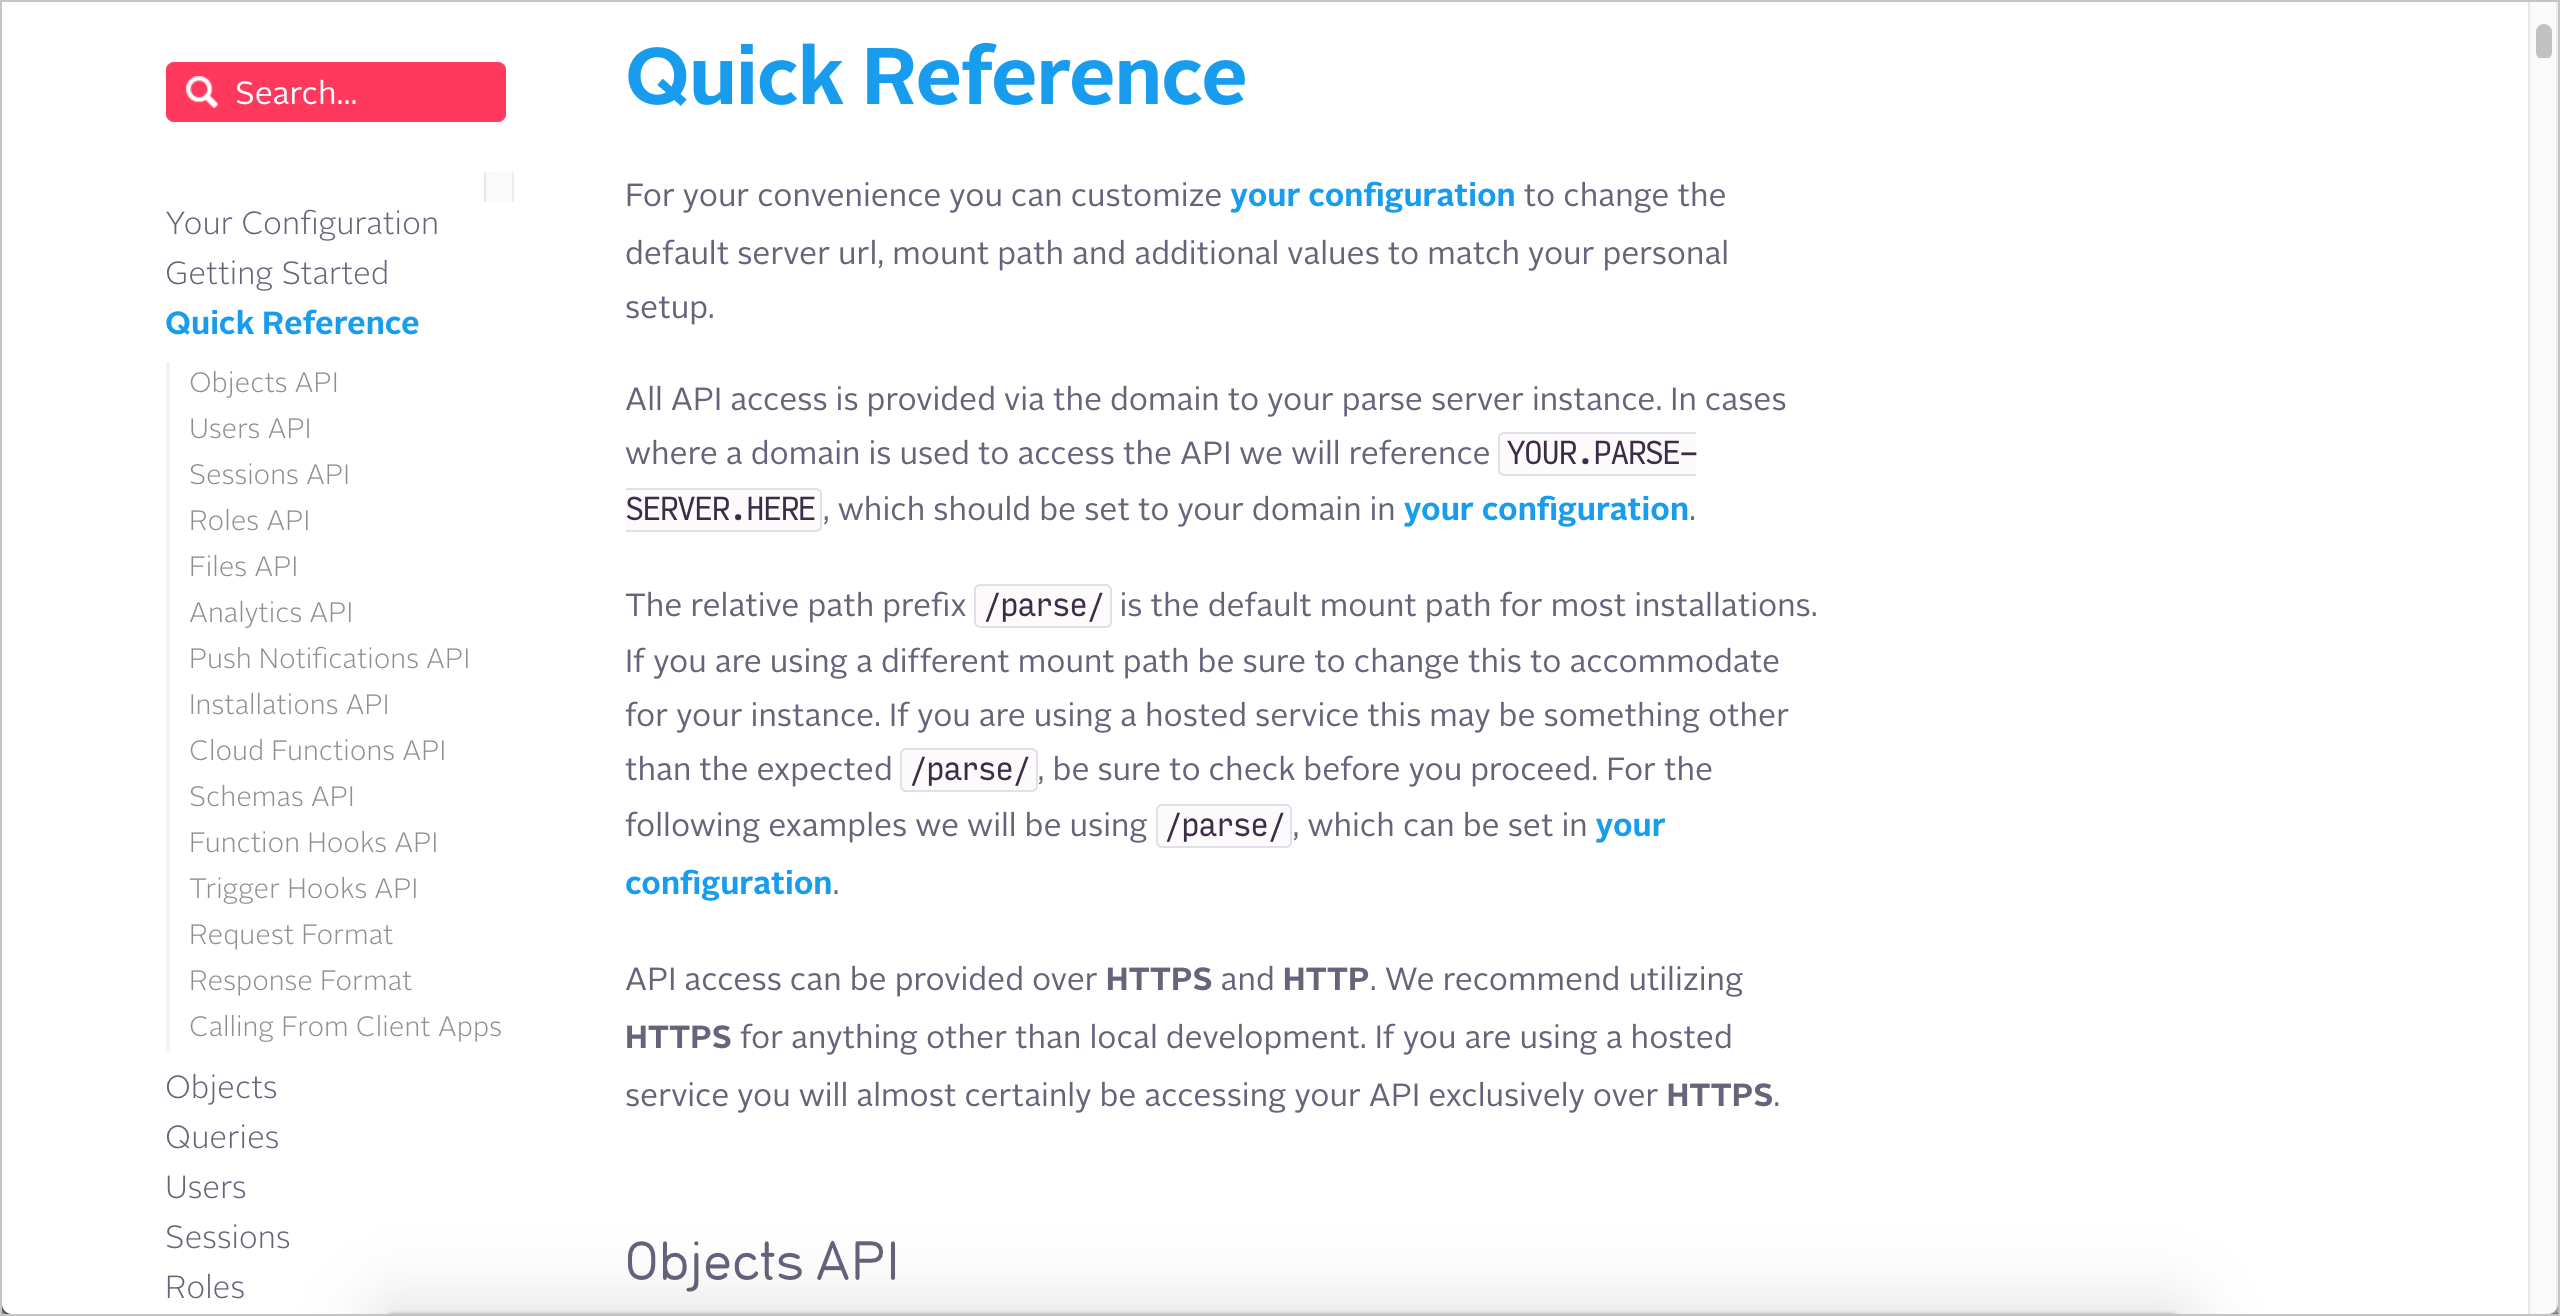 Search...
Your Configuration
Getting Started
Quick Reference
Objects API
Users API
Sessions API
Roles API
Files API
Analytics API
Push Notifications API
Installations API
Cloud Functions API
Schemas API
Function Hooks API
Trigger Hooks API
Request Format
Response Format
Calling From Client Apps
Objects
Queries
Users
Sessions
Roles
Quick Reference
For your convenience you can customize your configuration to change the
default server url, mount path and additional values to match your personal
setup.
All API access is provided via the domain to your parse server instance. In cases
where a domain is used to access the API we will reference YOUR.PARSE-
SERVER.HERE, which should be set to your domain in your configuration.
The relative path prefix /parse/ is the default mount path for most installations.
If you are using a different mount path be sure to change this to accommodate
for your instance. If you are using a hosted service this may be something other
than the expected /parse/, be sure to check before you proceed. For the
following examples we will be using /parse/, which can be set in your
configuration.
API access can be provided over HTTPS and HTTP. We recommend utilizing
HTTPS for anything other than local development. If you are using a hosted
service you will almost certainly be accessing your API exclusively over HTTPS.
Objects API